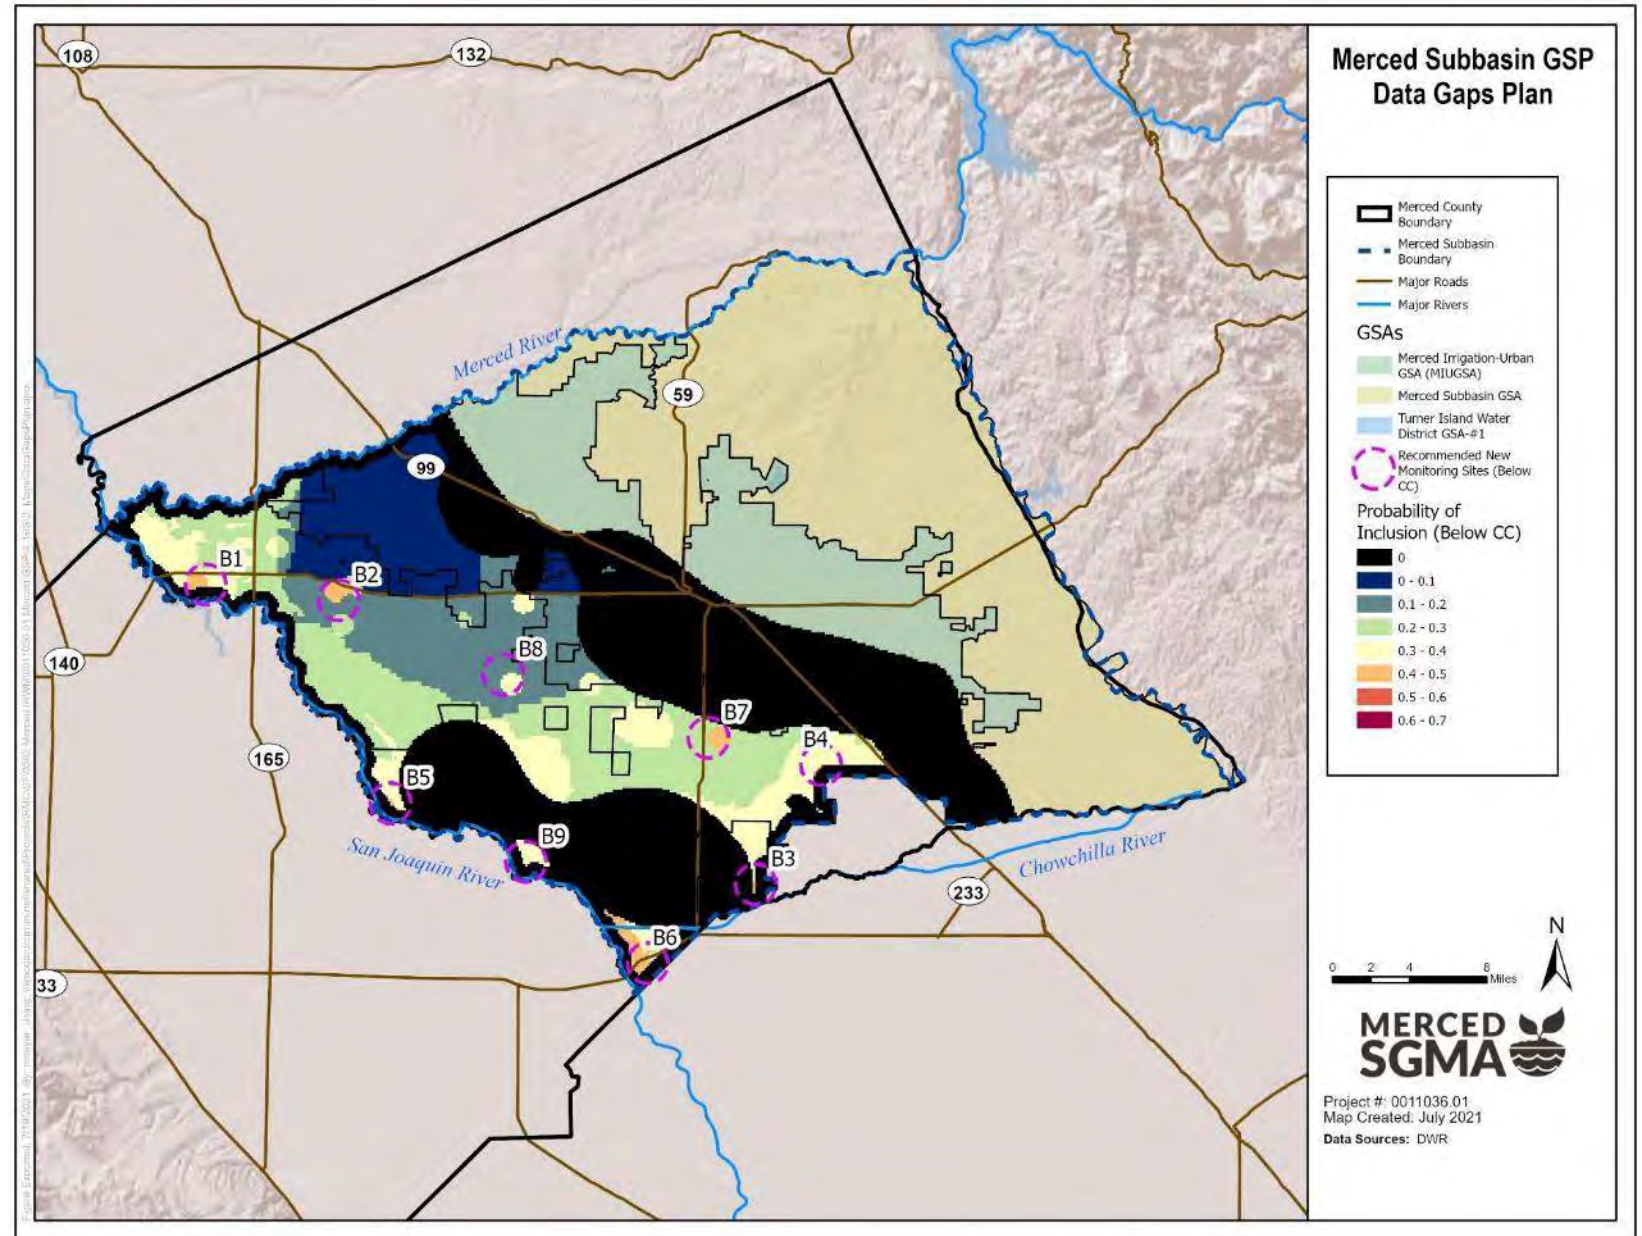 Merced Subbasin GSP
Data Gaps Plan
Merced County
Boundary
Merced Subbasin
Boundary
Major Roads
Major Rivers
GSAs
Merced Irrigation-Urban
GSA (MIUGSA)
Merced Subbasin GSA
Turner Island Water
District GSA-#1
Recommended New
Monitoring Sites (Below
CC)
Probability of
Inclusion (Below CC)
0
0 - 0.1
0.1 - 0.2
0.2 - 0.3
0.3 - 0.4
0.4 - 0.5
0.5 - 0.6
0.6 - 0.7
N
0 2 4 8
Miles
MERCED
SGMA
Project #: 0011036.01
Map Created: July 2021
Data Sources: DWR
108
132
Merced River
59
99
B1
B2
140
B8
B7
B4
165
B5
B9
San Joaquin River
B3
Chowchilla River
233
B6
33